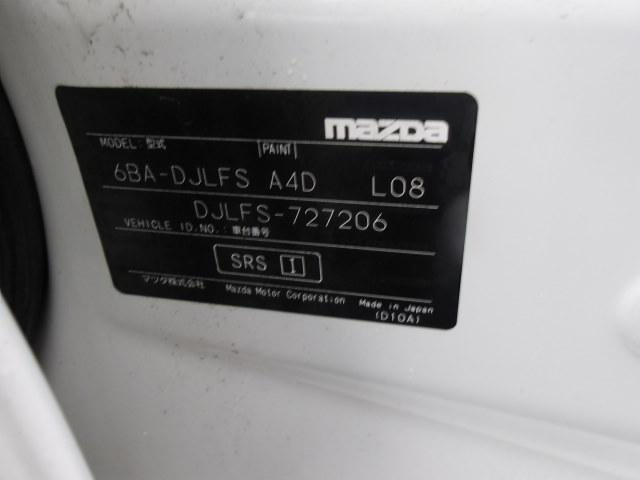 mazda
MODEL: 型式 PAINT
6BA-DJLFS A4D L08
DJLFS-727206
VEHICLE ID.NO.: 車台番号
SRS I
マツダ株式会社 Mazda Motor Corporation Made in Japan
(D10A)